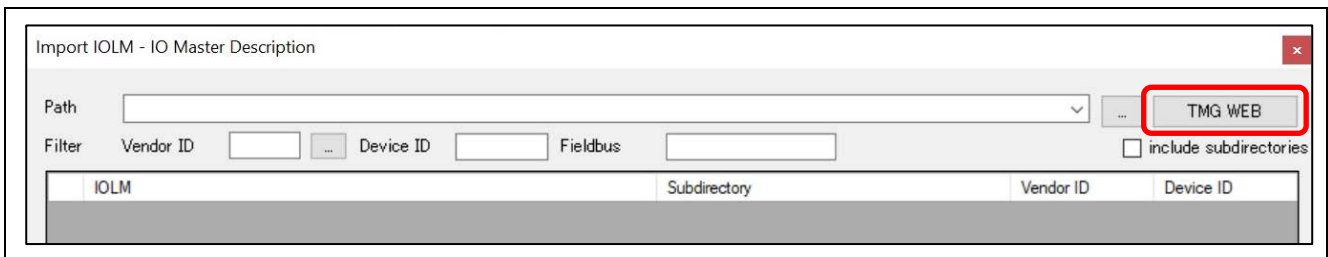 Import IOLM - IO Master Description
x
Path ... TMG WEB
Filter Vendor ID ... Device ID Fieldbus include subdirectories
IOLM Subdirectory Vendor ID Device ID